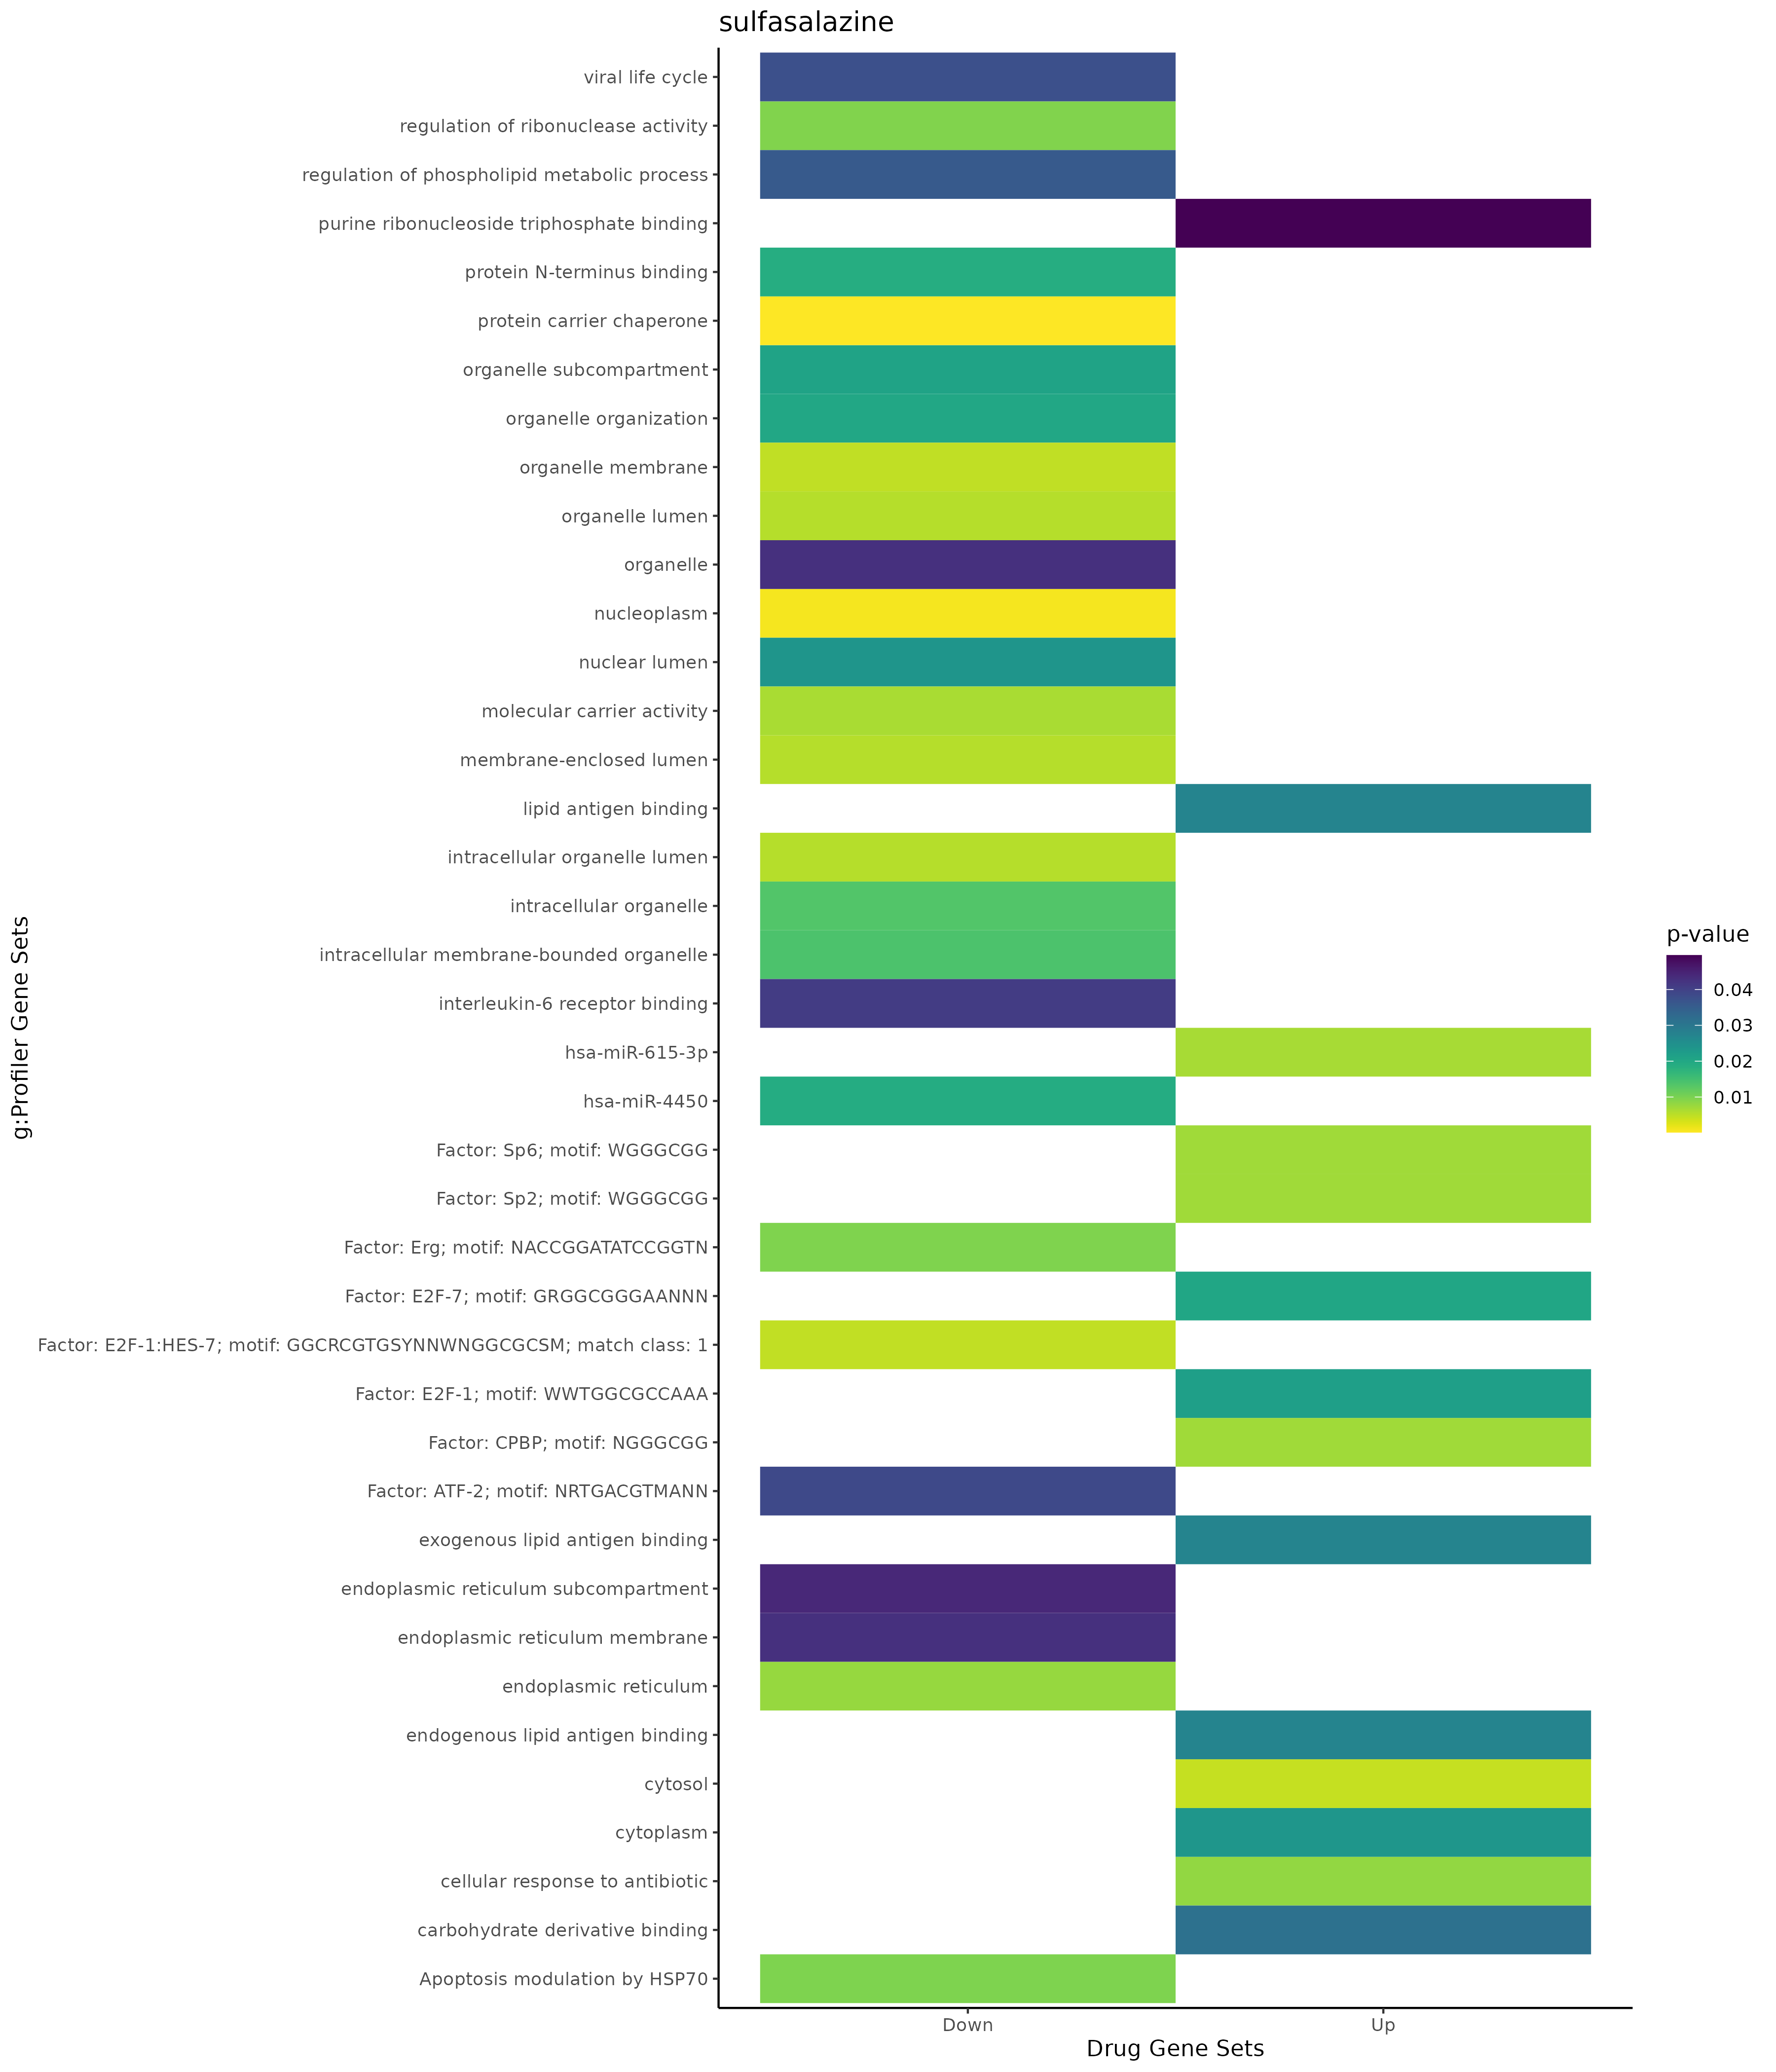 sulfasalazine
viral life cycle
regulation of ribonuclease activity
regulation of phospholipid metabolic process
purine ribonucleoside triphosphate binding
protein N-terminus binding
protein carrier chaperone
organelle subcompartment
organelle organization
organelle membrane
organelle lumen
organelle
nucleoplasm
nuclear lumen
molecular carrier activity
membrane-enclosed lumen
lipid antigen binding
intracellular organelle lumen
intracellular organelle
intracellular membrane-bounded organelle
interleukin-6 receptor binding
hsa-miR-615-3p
hsa-miR-4450
Factor: Sp6; motif: WGGGCGG
Factor: Sp2; motif: WGGGCGG
Factor: Erg; motif: NACCGGATATCCGGTN
Factor: E2F-7; motif: GRGGCGGGAANNN
Factor: E2F-1:HES-7; motif: GGCRCGTGSYNNWNGGCGCSM; match class: 1
Factor: E2F-1; motif: WWTGGCGCCAAA
Factor: CPBP; motif: NGGGCGG
Factor: ATF-2; motif: NRTGACGTMANN
exogenous lipid antigen binding
endoplasmic reticulum subcompartment
endoplasmic reticulum membrane
endoplasmic reticulum
endogenous lipid antigen binding
cytosol
cytoplasm
cellular response to antibiotic
carbohydrate derivative binding
Apoptosis modulation by HSP70
g:Profiler Gene Sets
Down
Up
Drug Gene Sets
p-value
0.04
0.03
0.02
0.01